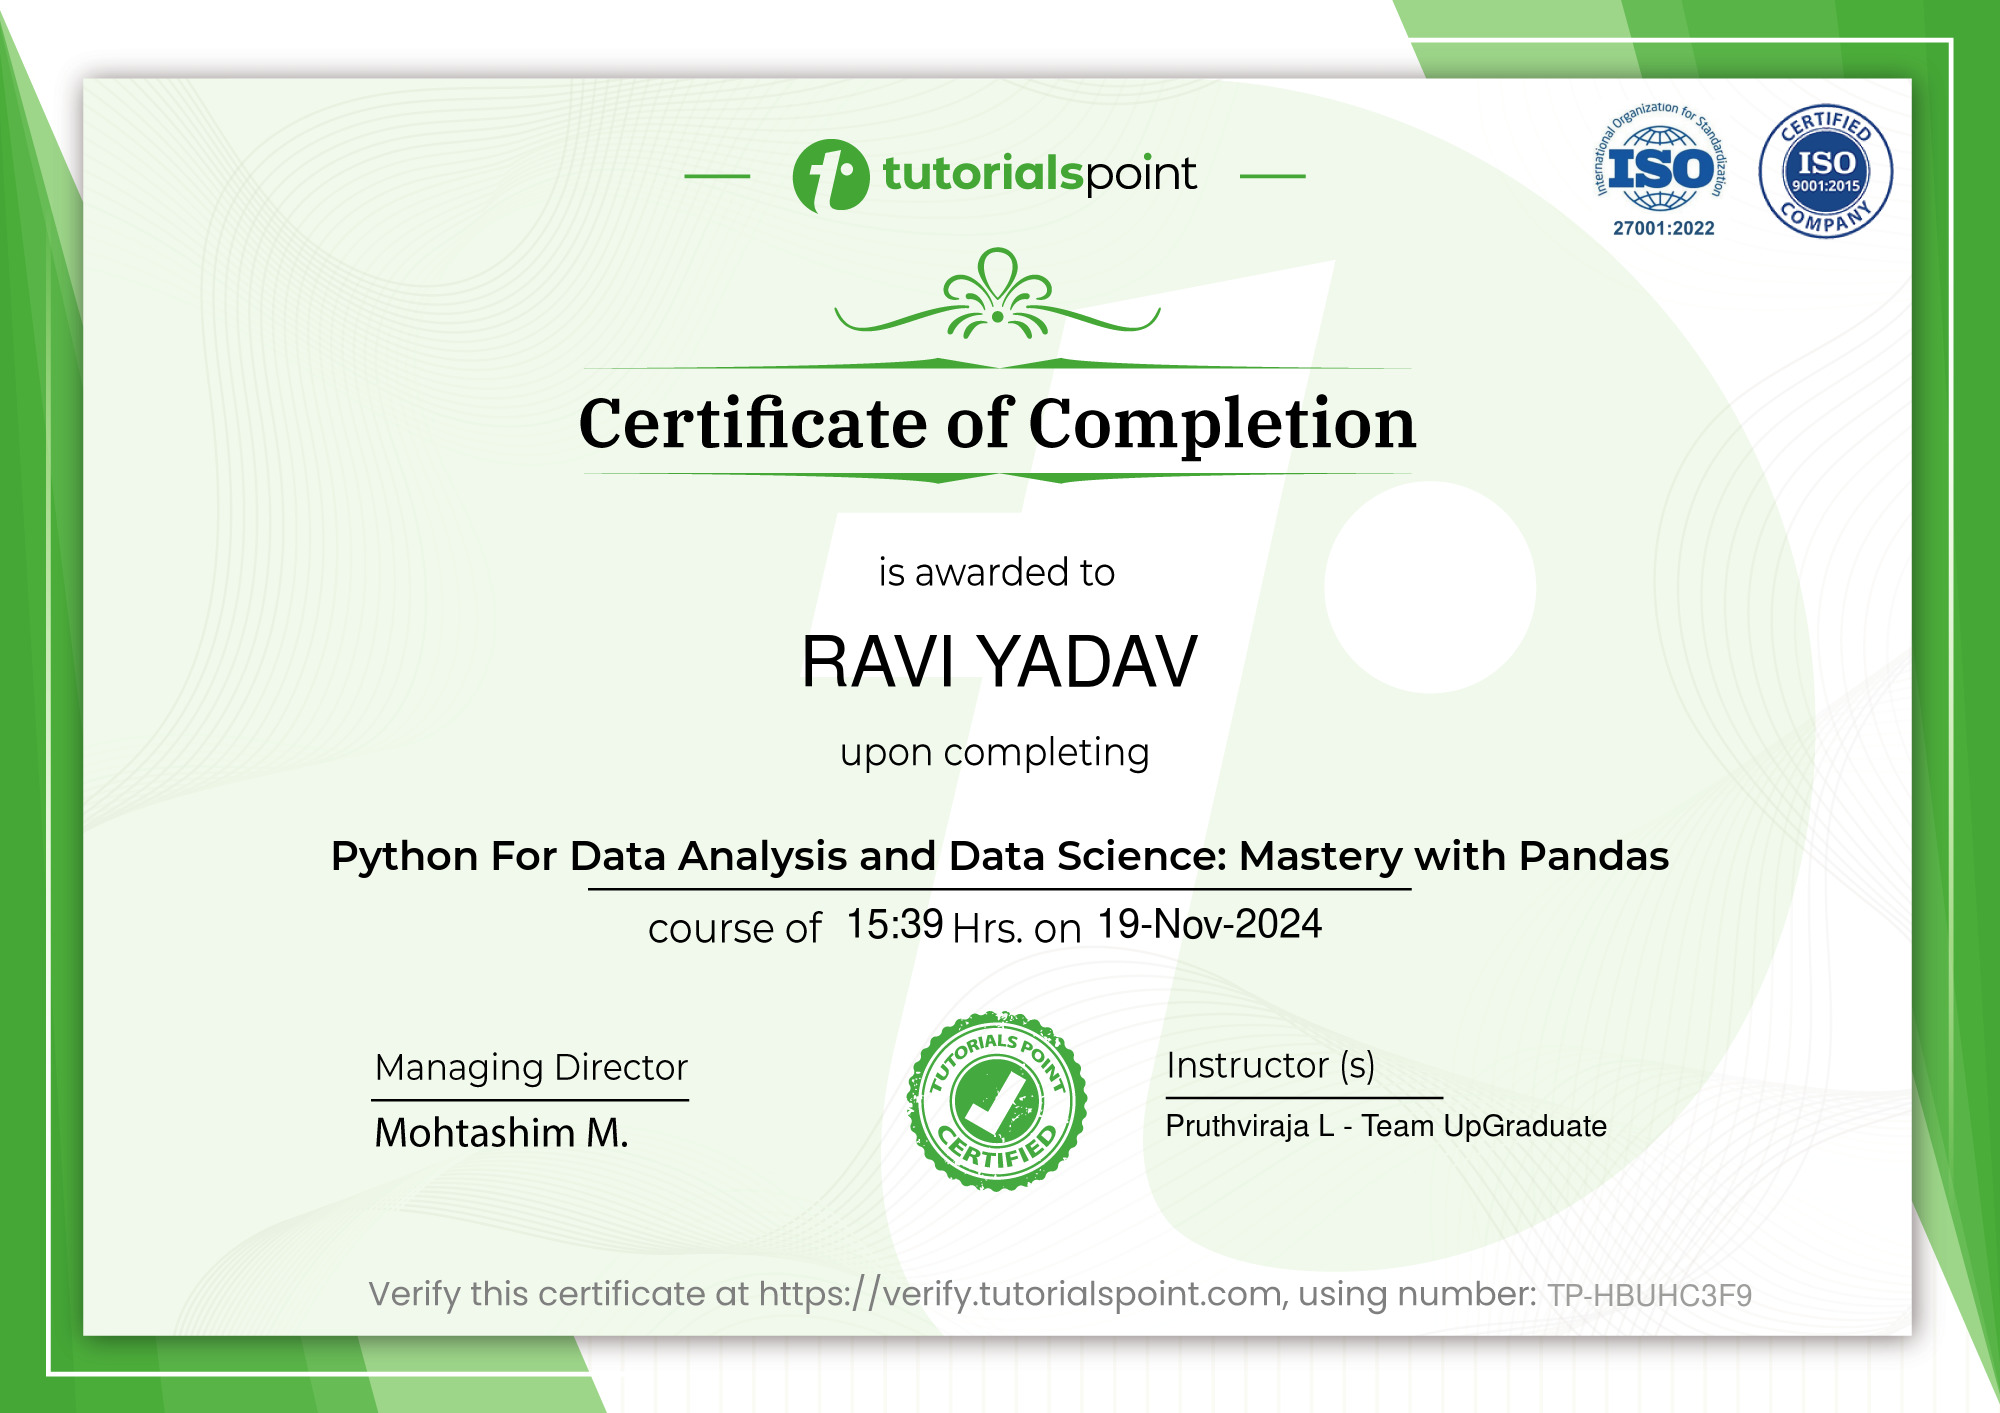 tutorialspoint
International Organization for Standardization
ISO
27001:2022
CERTIFIED
ISO
9001:2015
COMPANY
Certificate of Completion
is awarded to
RAVI YADAV
upon completing
Python For Data Analysis and Data Science: Mastery with Pandas
course of 15:39 Hrs. on 19-Nov-2024
Managing Director
Mohtashim M.
TUTORIALS POINT
CERTIFIED
Instructor (s)
Pruthviraja L - Team UpGraduate
Verify this certificate at https://verify.tutorialspoint.com, using number: TP-HBUHC3F9